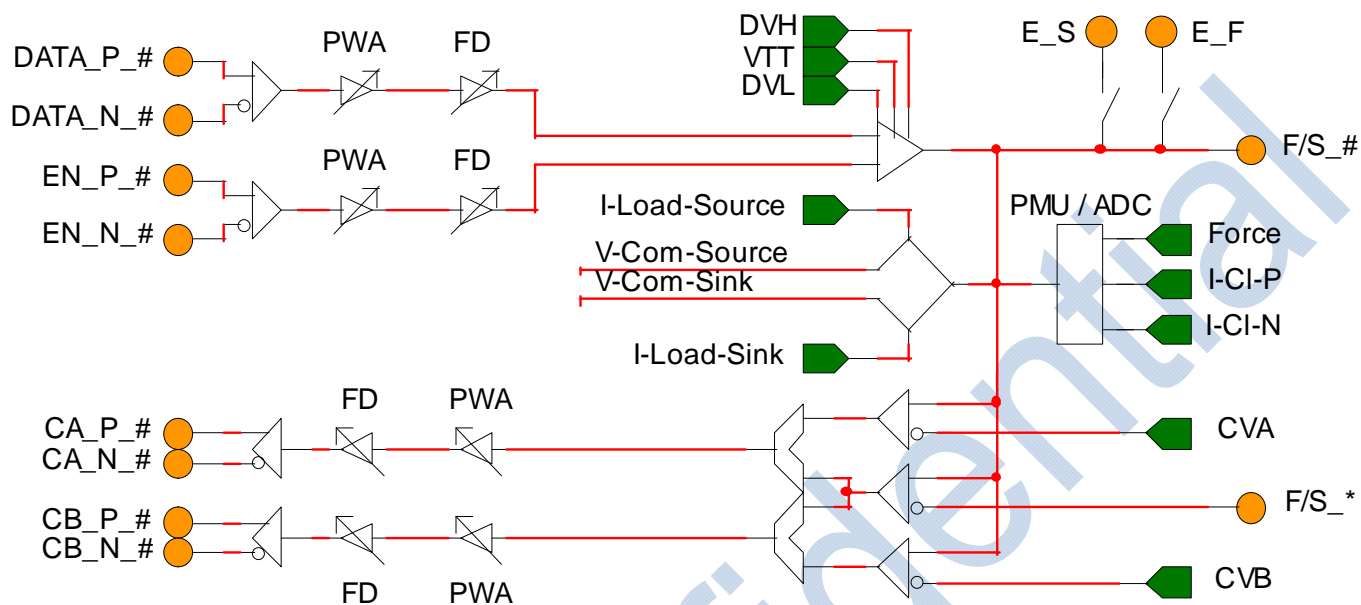 DVH
VTT
DVL
E_S
E_F
PWA
FD
DATA_P_#
DATA_N_#
F/S_#
PWA
FD
EN_P_#
EN_N_#
I-Load-Source
PMU / ADC
Force
V-Com-Source
V-Com-Sink
I-CI-P
I-CI-N
I-Load-Sink
FD
PWA
CA_P_#
CA_N_#
CVA
CB_P_#
CB_N_#
F/S_*
FD
PWA
CVB
fidential